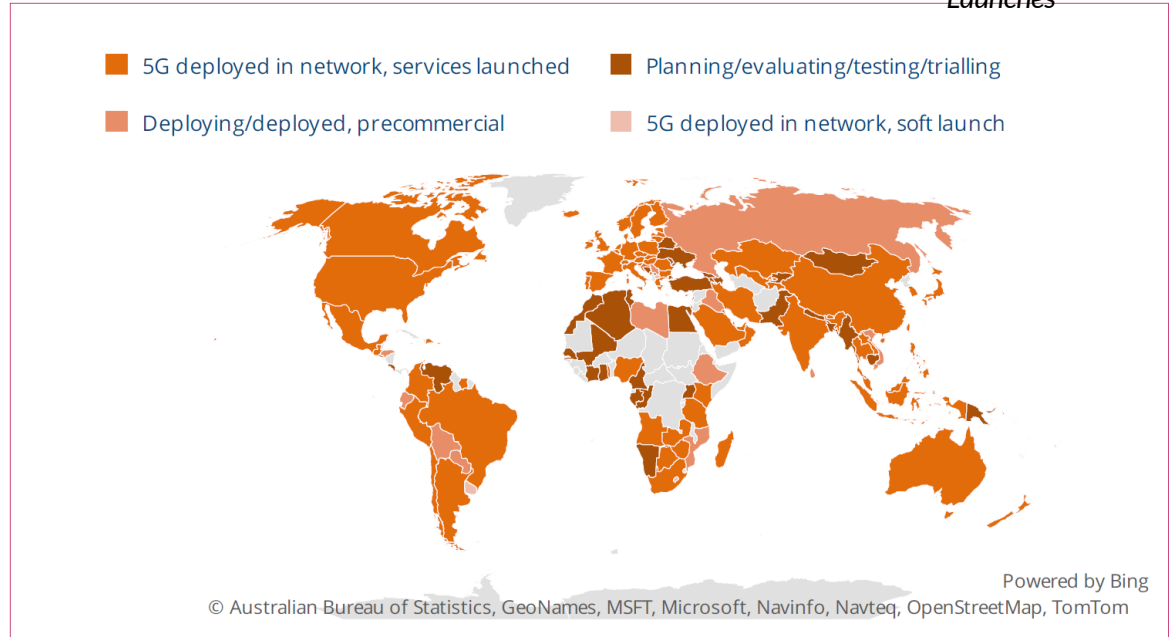 Launches
5G deployed in network, services launched
Planning/evaluating/testing/trialling
Deploying/deployed, precommercial
5G deployed in network, soft launch
Powered by Bing
© Australian Bureau of Statistics, GeoNames, MSFT, Microsoft, Navinfo, Navteq, OpenStreetMap, TomTom